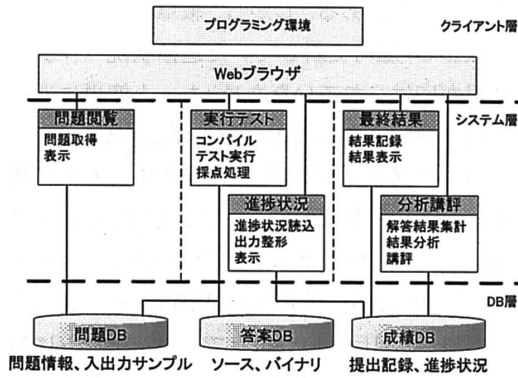 プログラミング環境
クライアント層
Webブラウザ
システム層
問題閲覧
問題取得
表示
実行テスト
コンパイル
テスト実行
採点処理
最終結果
結果記録
結果表示
進捗状況
進捗状況読込
出力整形
表示
分析講評
解答結果集計
結果分析
講評
DB層
問題DB
答案DB
成績DB
問題情報、入出力サンプル
ソース、バイナリ
提出記録、進捗状況